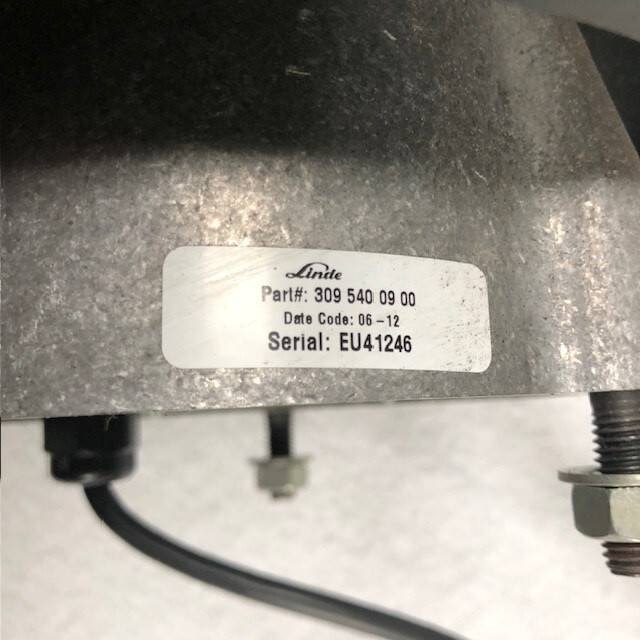 Linde
Part#: 309 540 09 00
Date Code: 06-12
Serial: EU41246